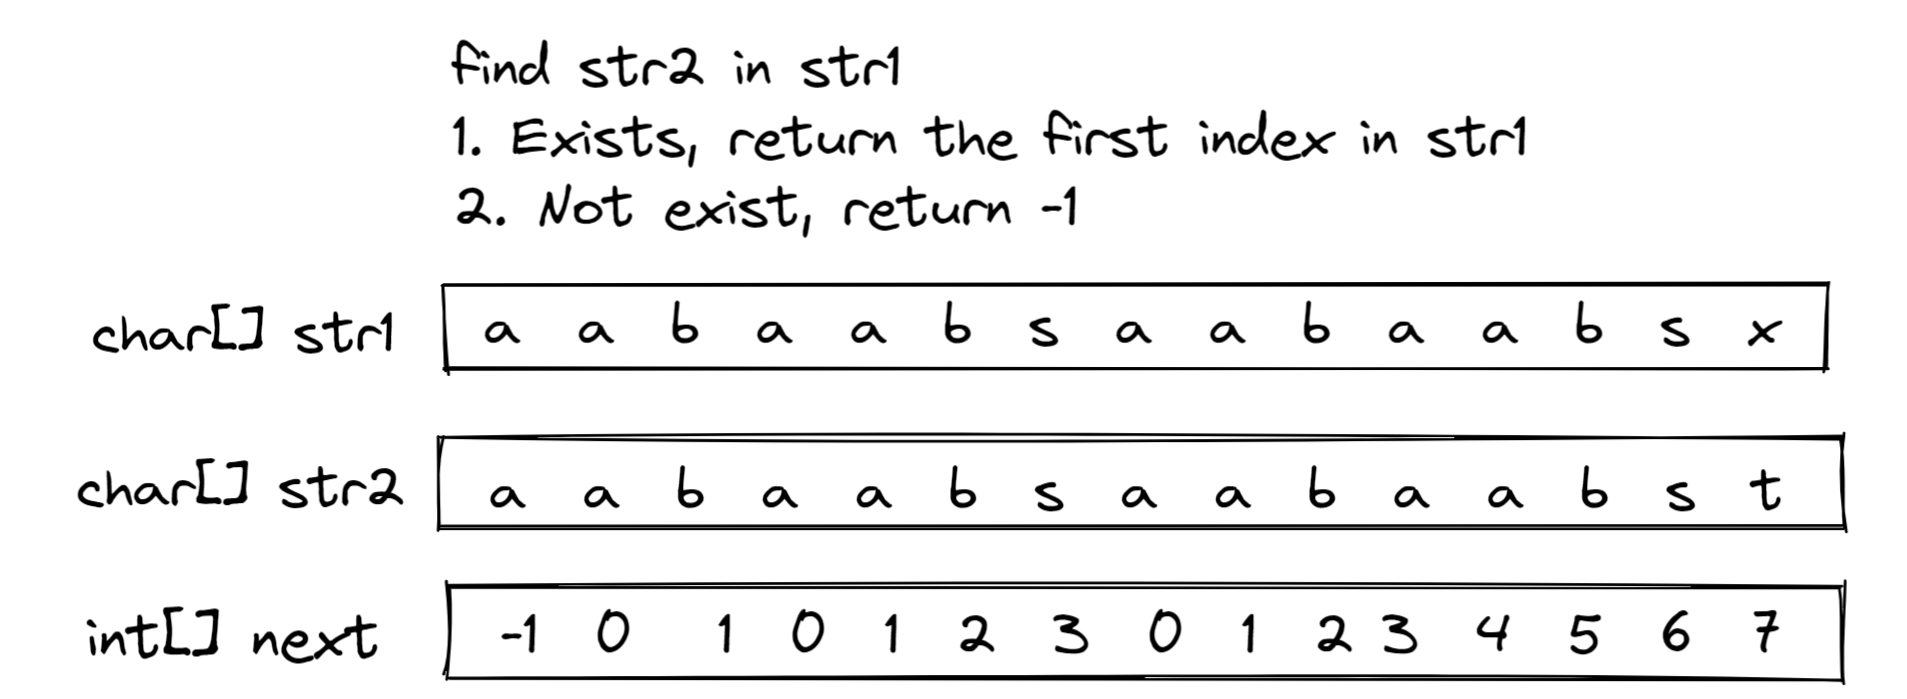 find str2 in str1
1. Exists, return the first index in str1
2. Not exist, return -1
char[] str1 a a b a a b s a a b a a b s x
char[] str2 a a b a a b s a a b a a b s t
int[] next -1 0 1 0 1 2 3 0 1 2 3 4 5 6 7